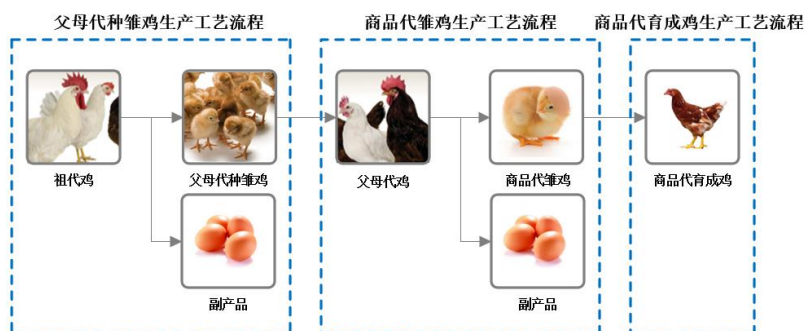 父母代种雏鸡生产工艺流程
商品代雏鸡生产工艺流程
商品代育成鸡生产工艺流程
祖代鸡
父母代种雏鸡
父母代鸡
商品代雏鸡
商品代育成鸡
副产品
副产品